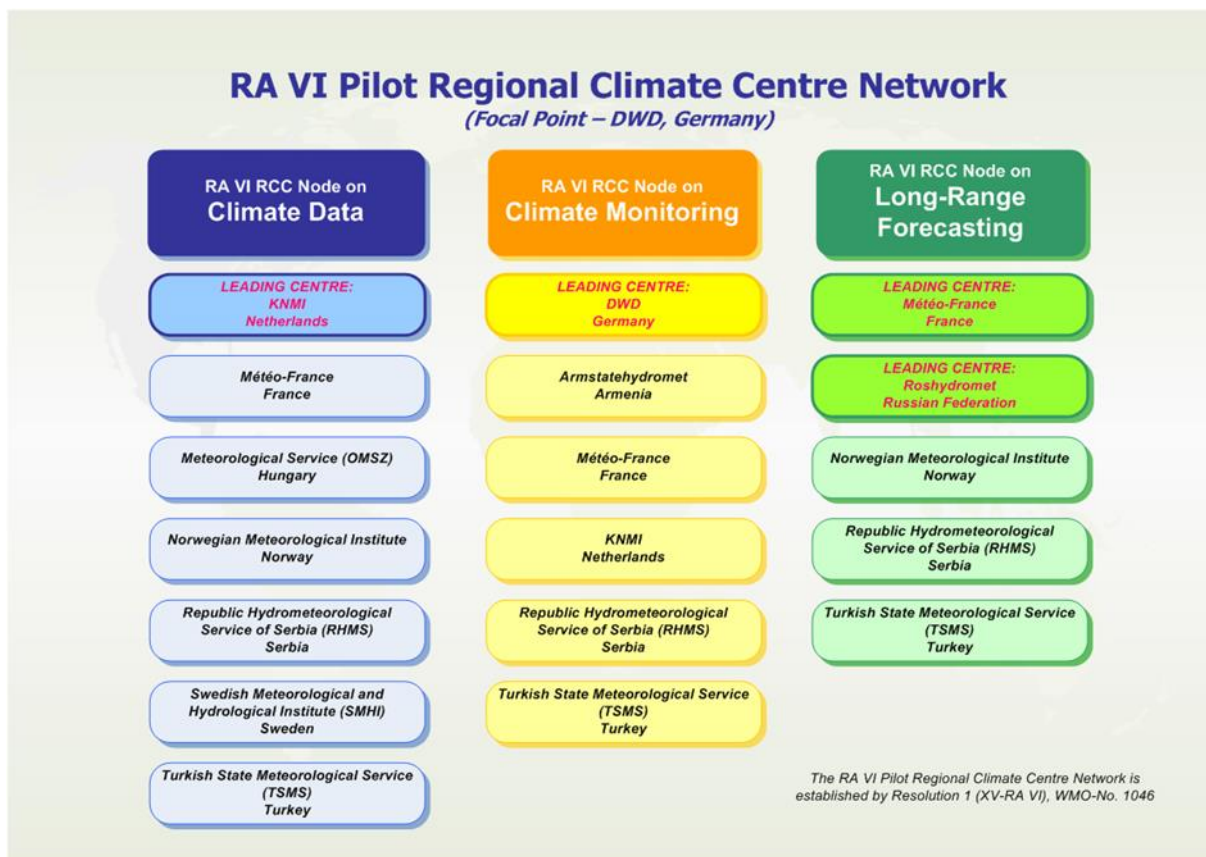 RA VI Pilot Regional Climate Centre Network
(Focal Point – DWD, Germany)
RA VI RCC Node on
Climate Data
LEADING CENTRE:
KNMI
Netherlands
Météo-France
France
Meteorological Service (OMSZ)
Hungary
Norwegian Meteorological Institute
Norway
Republic Hydrometeorological
Service of Serbia (RHMS)
Serbia
Swedish Meteorological and
Hydrological Institute (SMHI)
Sweden
Turkish State Meteorological Service
(TSMS)
Turkey
RA VI RCC Node on
Climate Monitoring
LEADING CENTRE:
DWD
Germany
Armstatehydromet
Armenia
Météo-France
France
KNMI
Netherlands
Republic Hydrometeorological
Service of Serbia (RHMS)
Serbia
Turkish State Meteorological Service
(TSMS)
Turkey
RA VI RCC Node on
Long-Range
Forecasting
LEADING CENTRE:
Météo-France
France
LEADING CENTRE:
Roshydromet
Russian Federation
Norwegian Meteorological Institute
Norway
Republic Hydrometeorological
Service of Serbia (RHMS)
Serbia
Turkish State Meteorological Service
(TSMS)
Turkey
The RA VI Pilot Regional Climate Centre Network is
established by Resolution 1 (XV-RA VI), WMO-No. 1046